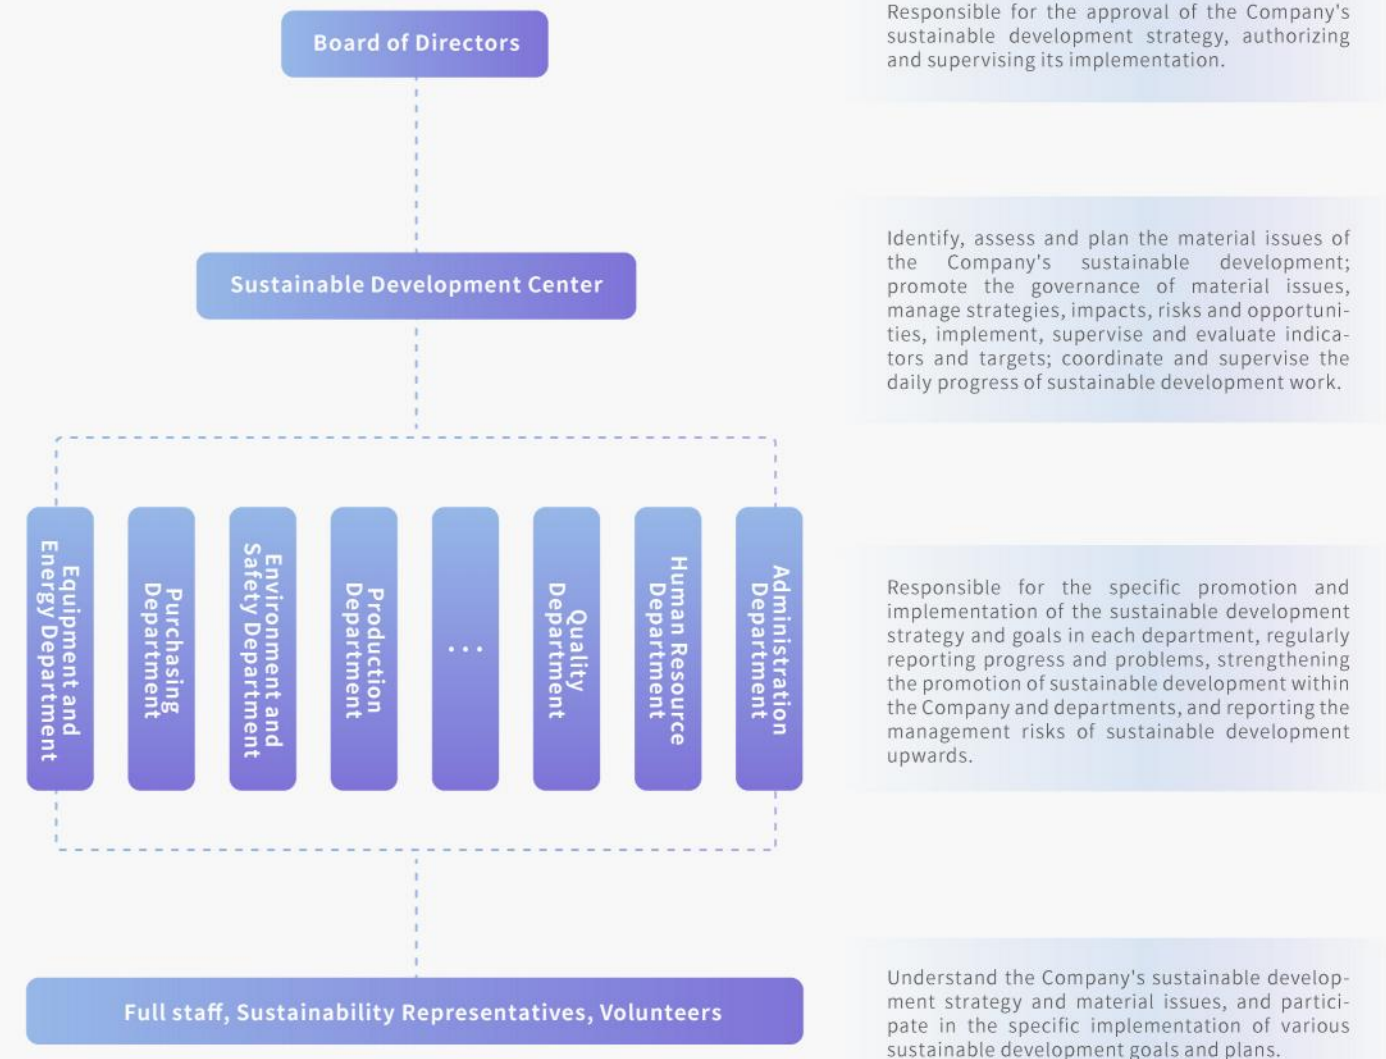 Board of Directors
Responsible for the approval of the Company's
sustainable development strategy, authorizing
and supervising its implementation.
Sustainable Development Center
Identify, assess and plan the material issues of
the Company's sustainable development;
promote the governance of material issues,
manage strategies, impacts, risks and opportuni-
ties, implement, supervise and evaluate indica-
tors and targets; coordinate and supervise the
daily progress of sustainable development work.
Equipment and
Energy Department
Purchasing
Department
Environment and
Safety Department
Production
Department
...
Quality
Department
Human Resource
Department
Administration
Department
Responsible for the specific promotion and
implementation of the sustainable development
strategy and goals in each department, regularly
reporting progress and problems, strengthening
the promotion of sustainable development within
the Company and departments, and reporting the
management risks of sustainable development
upwards.
Full staff, Sustainability Representatives, Volunteers
Understand the Company's sustainable develop-
ment strategy and material issues, and partici-
pate in the specific implementation of various
sustainable development goals and plans.